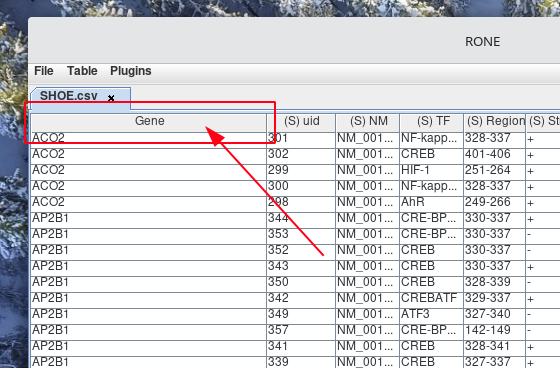 RONE
File Table Plugins
SHOE.csv x
Gene (S) uid (S) NM (S) TF (S) Region (S) St
ACO2 301 NM_001... NF-kapp... 328-337 +
ACO2 302 NM_001... CREB 401-406 +
ACO2 299 NM_001... HIF-1 251-264 +
ACO2 300 NM_001... NF-kapp... 328-337 +
ACO2 298 NM_001... AhR 249-266 +
AP2B1 344 NM_001... CRE-BP... 330-337 +
AP2B1 353 NM_001... CRE-BP... 330-337 -
AP2B1 352 NM_001... CREB 330-337 -
AP2B1 343 NM_001... CREB 330-337 +
AP2B1 350 NM_001... CREB 328-339 -
AP2B1 342 NM_001... CREBATF 329-337 +
AP2B1 349 NM_001... ATF3 327-340 -
AP2B1 357 NM_001... CRE-BP... 142-149 -
AP2B1 341 NM_001... CREB 328-341 +
AP2B1 339 NM_001... CREB 327-337 +